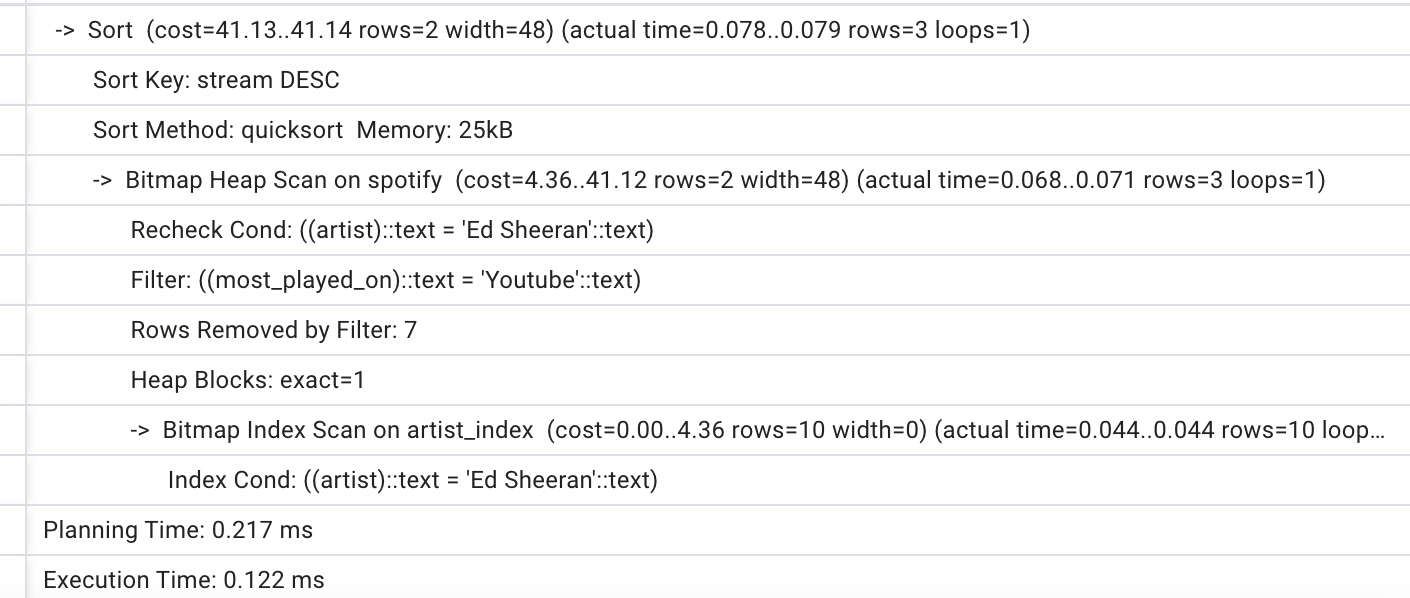 -> Sort (cost=41.13..41.14 rows=2 width=48) (actual time=0.078..0.079 rows=3 loops=1)
Sort Key: stream DESC
Sort Method: quicksort Memory: 25kB
-> Bitmap Heap Scan on spotify (cost=4.36..41.12 rows=2 width=48) (actual time=0.068..0.071 rows=3 loops=1)
Recheck Cond: ((artist)::text = 'Ed Sheeran'::text)
Filter: ((most_played_on)::text = 'Youtube'::text)
Rows Removed by Filter: 7
Heap Blocks: exact=1
-> Bitmap Index Scan on artist_index (cost=0.00..4.36 rows=10 width=0) (actual time=0.044..0.044 rows=10 loop...
Index Cond: ((artist)::text = 'Ed Sheeran'::text)
Planning Time: 0.217 ms
Execution Time: 0.122 ms